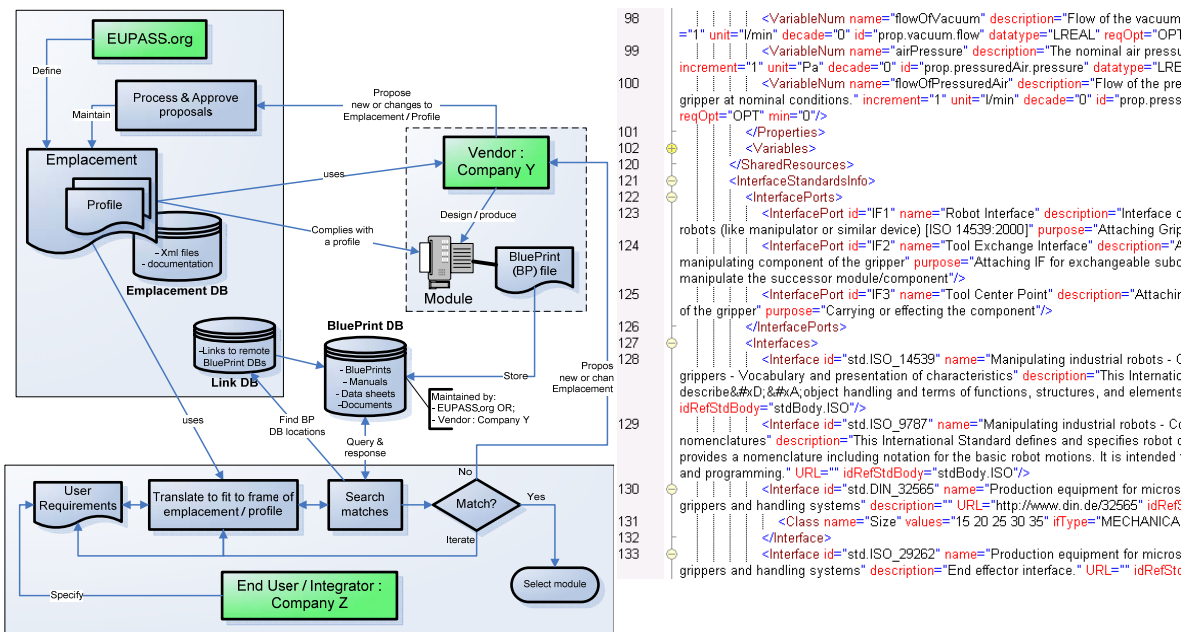 EUPASS.org
Define
Process & Approve
proposals
Maintain
Propose
new or changes to
Emplacement / Profile
Emplacement
Profile
- Xml files
- documentation
Emplacement DB
uses
Complies with
a profile
Vendor :
Company Y
Design / produce
BluePrint
(BP) file
Module
-Links to remote
BluePrint DBs
Link DB
BluePrint DB
- BluePrints
- Manuals
- Data sheets
-Documents
Store
Maintained by:
- EUPASS.org OR;
- Vendor : Company Y
Propos
new or chan
Emplacement
uses
Find BP
DB locations
Query &
response
User
Requirements
Translate to fit to frame of
emplacement / profile
Search
matches
Match?
No
Yes
Iterate
Select module
Specify
End User / Integrator :
Company Z
98 <VariableNum name="flowOfVacuum" description="Flow of the vacuum
="1" unit="l/min" decade="0" id="prop.vacuum.flow" datatype="LREAL" reqOpt="OPT
99 <VariableNum name="airPressure" description="The nominal air pressu
increment="1" unit="Pa" decade="0" id="prop.pressuredAir.pressure" datatype="LRE
100 <VariableNum name="flowOfPressuredAir" description="Flow of the pre
gripper at nominal conditions." increment="1" unit="l/min" decade="0" id="prop.press
reqOpt="OPT" min="0"/>
101 </Properties>
102 <Variables>
120 </SharedResources>
121 <InterfaceStandardsInfo>
122 <InterfacePorts>
123 <InterfacePort id="IF1" name="Robot Interface" description="Interface o
robots (like manipulator or similar device) [ISO 14539:2000]" purpose="Attaching Grip
124 <InterfacePort id="IF2" name="Tool Exchange Interface" description="A
manipulating component of the gripper" purpose="Attaching IF for exchangeable subc
manipulate the successor module/component"/>
125 <InterfacePort id="IF3" name="Tool Center Point" description="Attachin
of the gripper" purpose="Carrying or effecting the component"/>
126 </InterfacePorts>
127 <Interfaces>
128 <Interface id="std.ISO_14539" name="Manipulating industrial robots - O
grippers - Vocabulary and presentation of characteristics" description="This Internation
describe&#xD;&#xA;object handling and terms of functions, structures, and elements
idRefStdBody="stdBody.ISO"/>
129 <Interface id="std.ISO_9787" name="Manipulating industrial robots - Co
nomenclatures" description="This International Standard defines and specifies robot c
provides a nomenclature including notation for the basic robot motions. It is intended t
and programming." URL="" idRefStdBody="stdBody.ISO"/>
130 <Interface id="std.DIN_32565" name="Production equipment for micros
grippers and handling systems" description="" URL="http://www.din.de/32565" idRefS
131 <Class name="Size" values="15 20 25 30 35" ifType="MECHANICA
132 </Interface>
133 <Interface id="std.ISO_29262" name="Production equipment for micros
grippers and handling systems" description="End effector interface." URL="" idRefStd